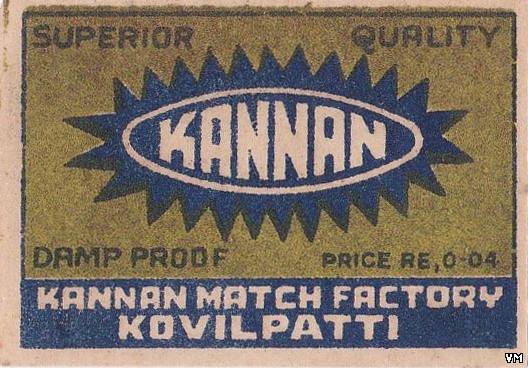 SUPERIOR QUALITY
KANNAN
DAMP PROOF PRICE RE, 0-04
KANNAN MATCH FACTORY
KOVILPATTI
VM